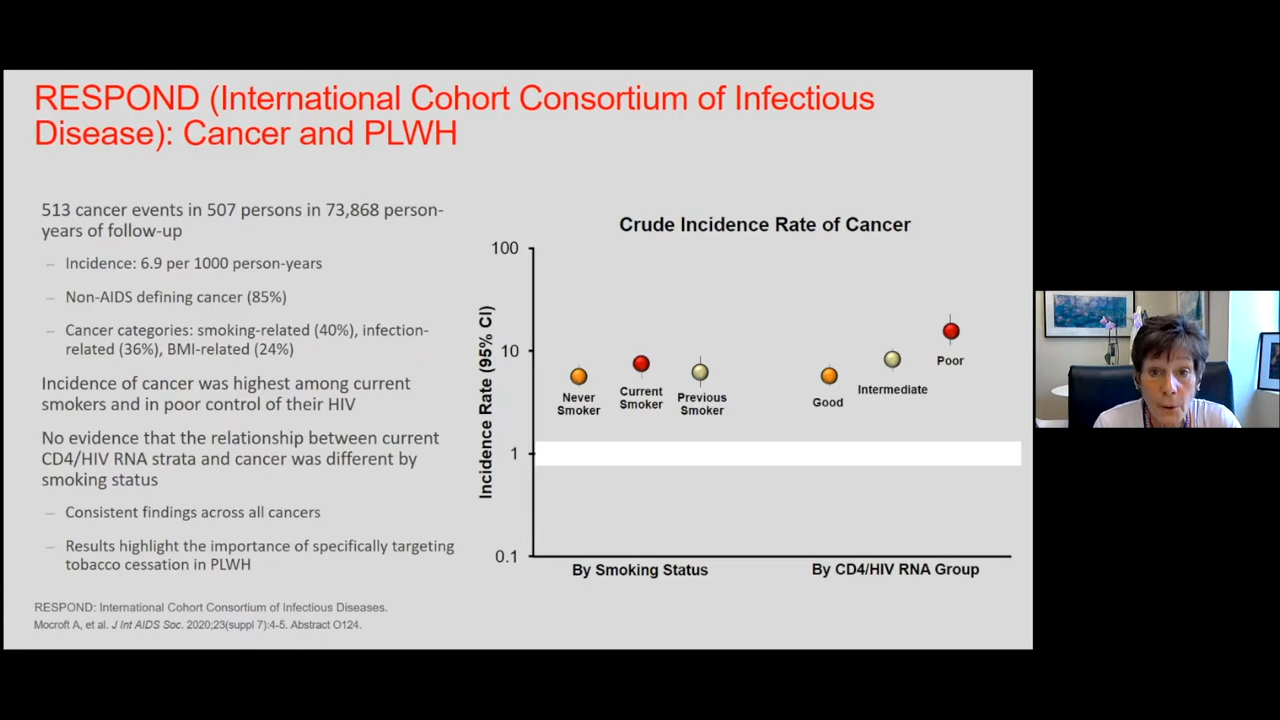 RESPOND (International Cohort Consortium of Infectious
Disease): Cancer and PLWH
513 cancer events in 507 persons in 73,868 person-
years of follow-up
– Incidence: 6.9 per 1000 person-years
– Non-AIDS defining cancer (85%)
– Cancer categories: smoking-related (40%), infection-
related (36%), BMI-related (24%)
Incidence of cancer was highest among current
smokers and in poor control of their HIV
No evidence that the relationship between current
CD4/HIV RNA strata and cancer was different by
smoking status
– Consistent findings across all cancers
– Results highlight the importance of specifically targeting
tobacco cessation in PLWH
RESPOND: International Cohort Consortium of Infectious Diseases.
Mocroft A, et al. J Int AIDS Soc. 2020;23(suppl 7):4-5. Abstract O124.
Crude Incidence Rate of Cancer
Incidence Rate (95% CI)
100
10
1
0.1
Never
Smoker
Current
Smoker
Previous
Smoker
Good
Intermediate
Poor
By Smoking Status
By CD4/HIV RNA Group